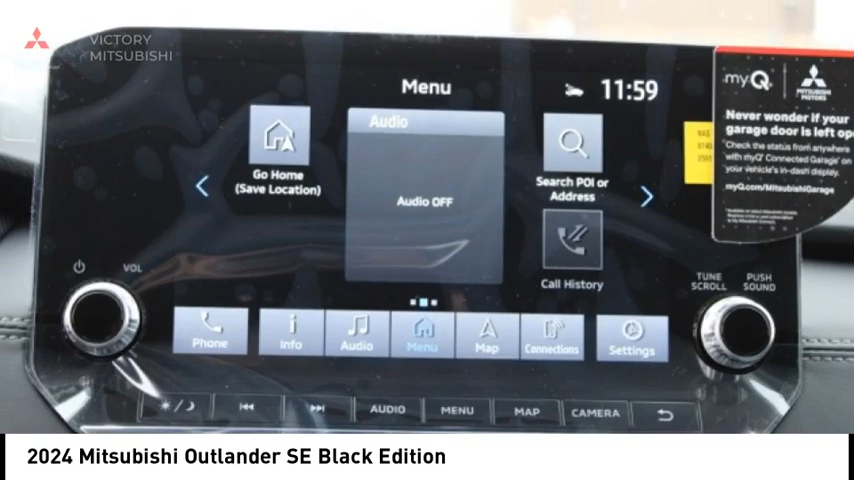 VICTORY
MITSUBISHI
Menu
11:59
Audio
Go Home
(Save Location)
Audio OFF
Search POI or
Address
Call History
VOL
TUNE
SCROLL
PUSH
SOUND
Phone
Info
Audio
Menu
Map
Connections
Settings
AUDIO
MENU
MAP
CAMERA
myQ
MITSUBISHI
MOTORS
Never wonder if your
garage door is left ope
Check the status from anywhere
with myQ Connected Garage on
your vehicle's in-dash display.
myQ.com/MitsubishiGarage
2024 Mitsubishi Outlander SE Black Edition